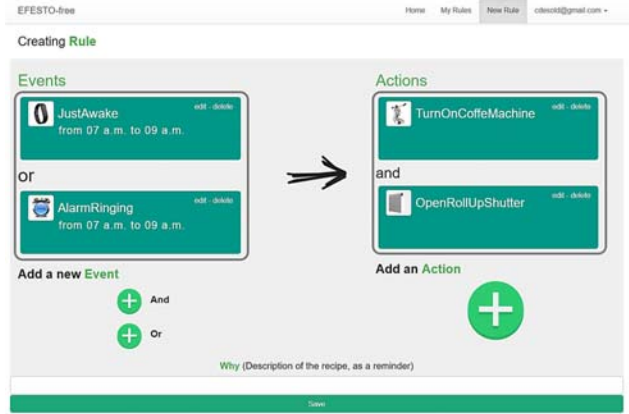 EFESTO-free
Home My Rules New Rule cdesold@gmail.com
Creating Rule
Events
JustAwake
edit - delete
from 07 a.m. to 09 a.m.
or
AlarmRinging
edit - delete
from 07 a.m. to 09 a.m.
Add a new Event
And
Or
Actions
TurnOnCoffeMachine
edit - delete
and
OpenRollUpShutter
edit - delete
Add an Action
Why (Description of the recipe, as a reminder)
Save